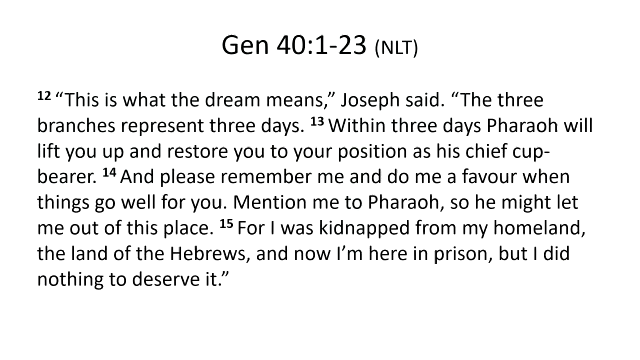 Gen 40:1-23 (NLT)
12 “This is what the dream means,” Joseph said. “The three
branches represent three days. 13 Within three days Pharaoh will
lift you up and restore you to your position as his chief cup-
bearer. 14 And please remember me and do me a favour when
things go well for you. Mention me to Pharaoh, so he might let
me out of this place. 15 For I was kidnapped from my homeland,
the land of the Hebrews, and now I’m here in prison, but I did
nothing to deserve it.”